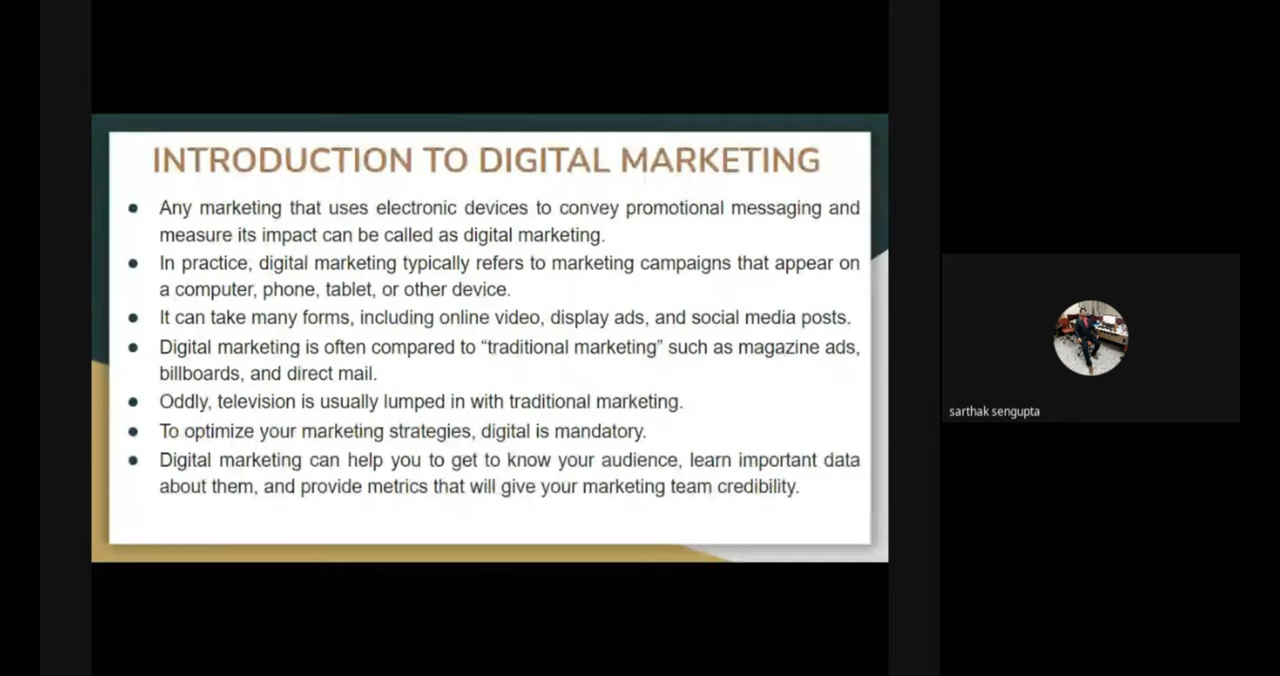 INTRODUCTION TO DIGITAL MARKETING
● Any marketing that uses electronic devices to convey promotional messaging and
measure its impact can be called as digital marketing.
● In practice, digital marketing typically refers to marketing campaigns that appear on
a computer, phone, tablet, or other device.
● It can take many forms, including online video, display ads, and social media posts.
● Digital marketing is often compared to “traditional marketing” such as magazine ads,
billboards, and direct mail.
● Oddly, television is usually lumped in with traditional marketing.
● To optimize your marketing strategies, digital is mandatory.
● Digital marketing can help you to get to know your audience, learn important data
about them, and provide metrics that will give your marketing team credibility.
sarthak sengupta